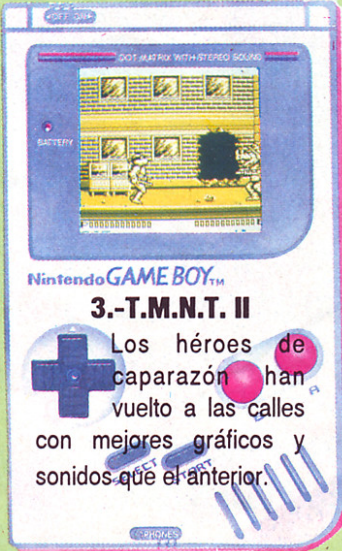 OFF·ON
DOT MATRIX WITH STEREO SOUND
BATTERY
Nintendo GAME BOY TM
3.-T.M.N.T. II
Los héroes de
caparazón han
vuelto a las calles
con mejores gráficos y
sonidos que el anterior.
A
SELECT
START
PHONES